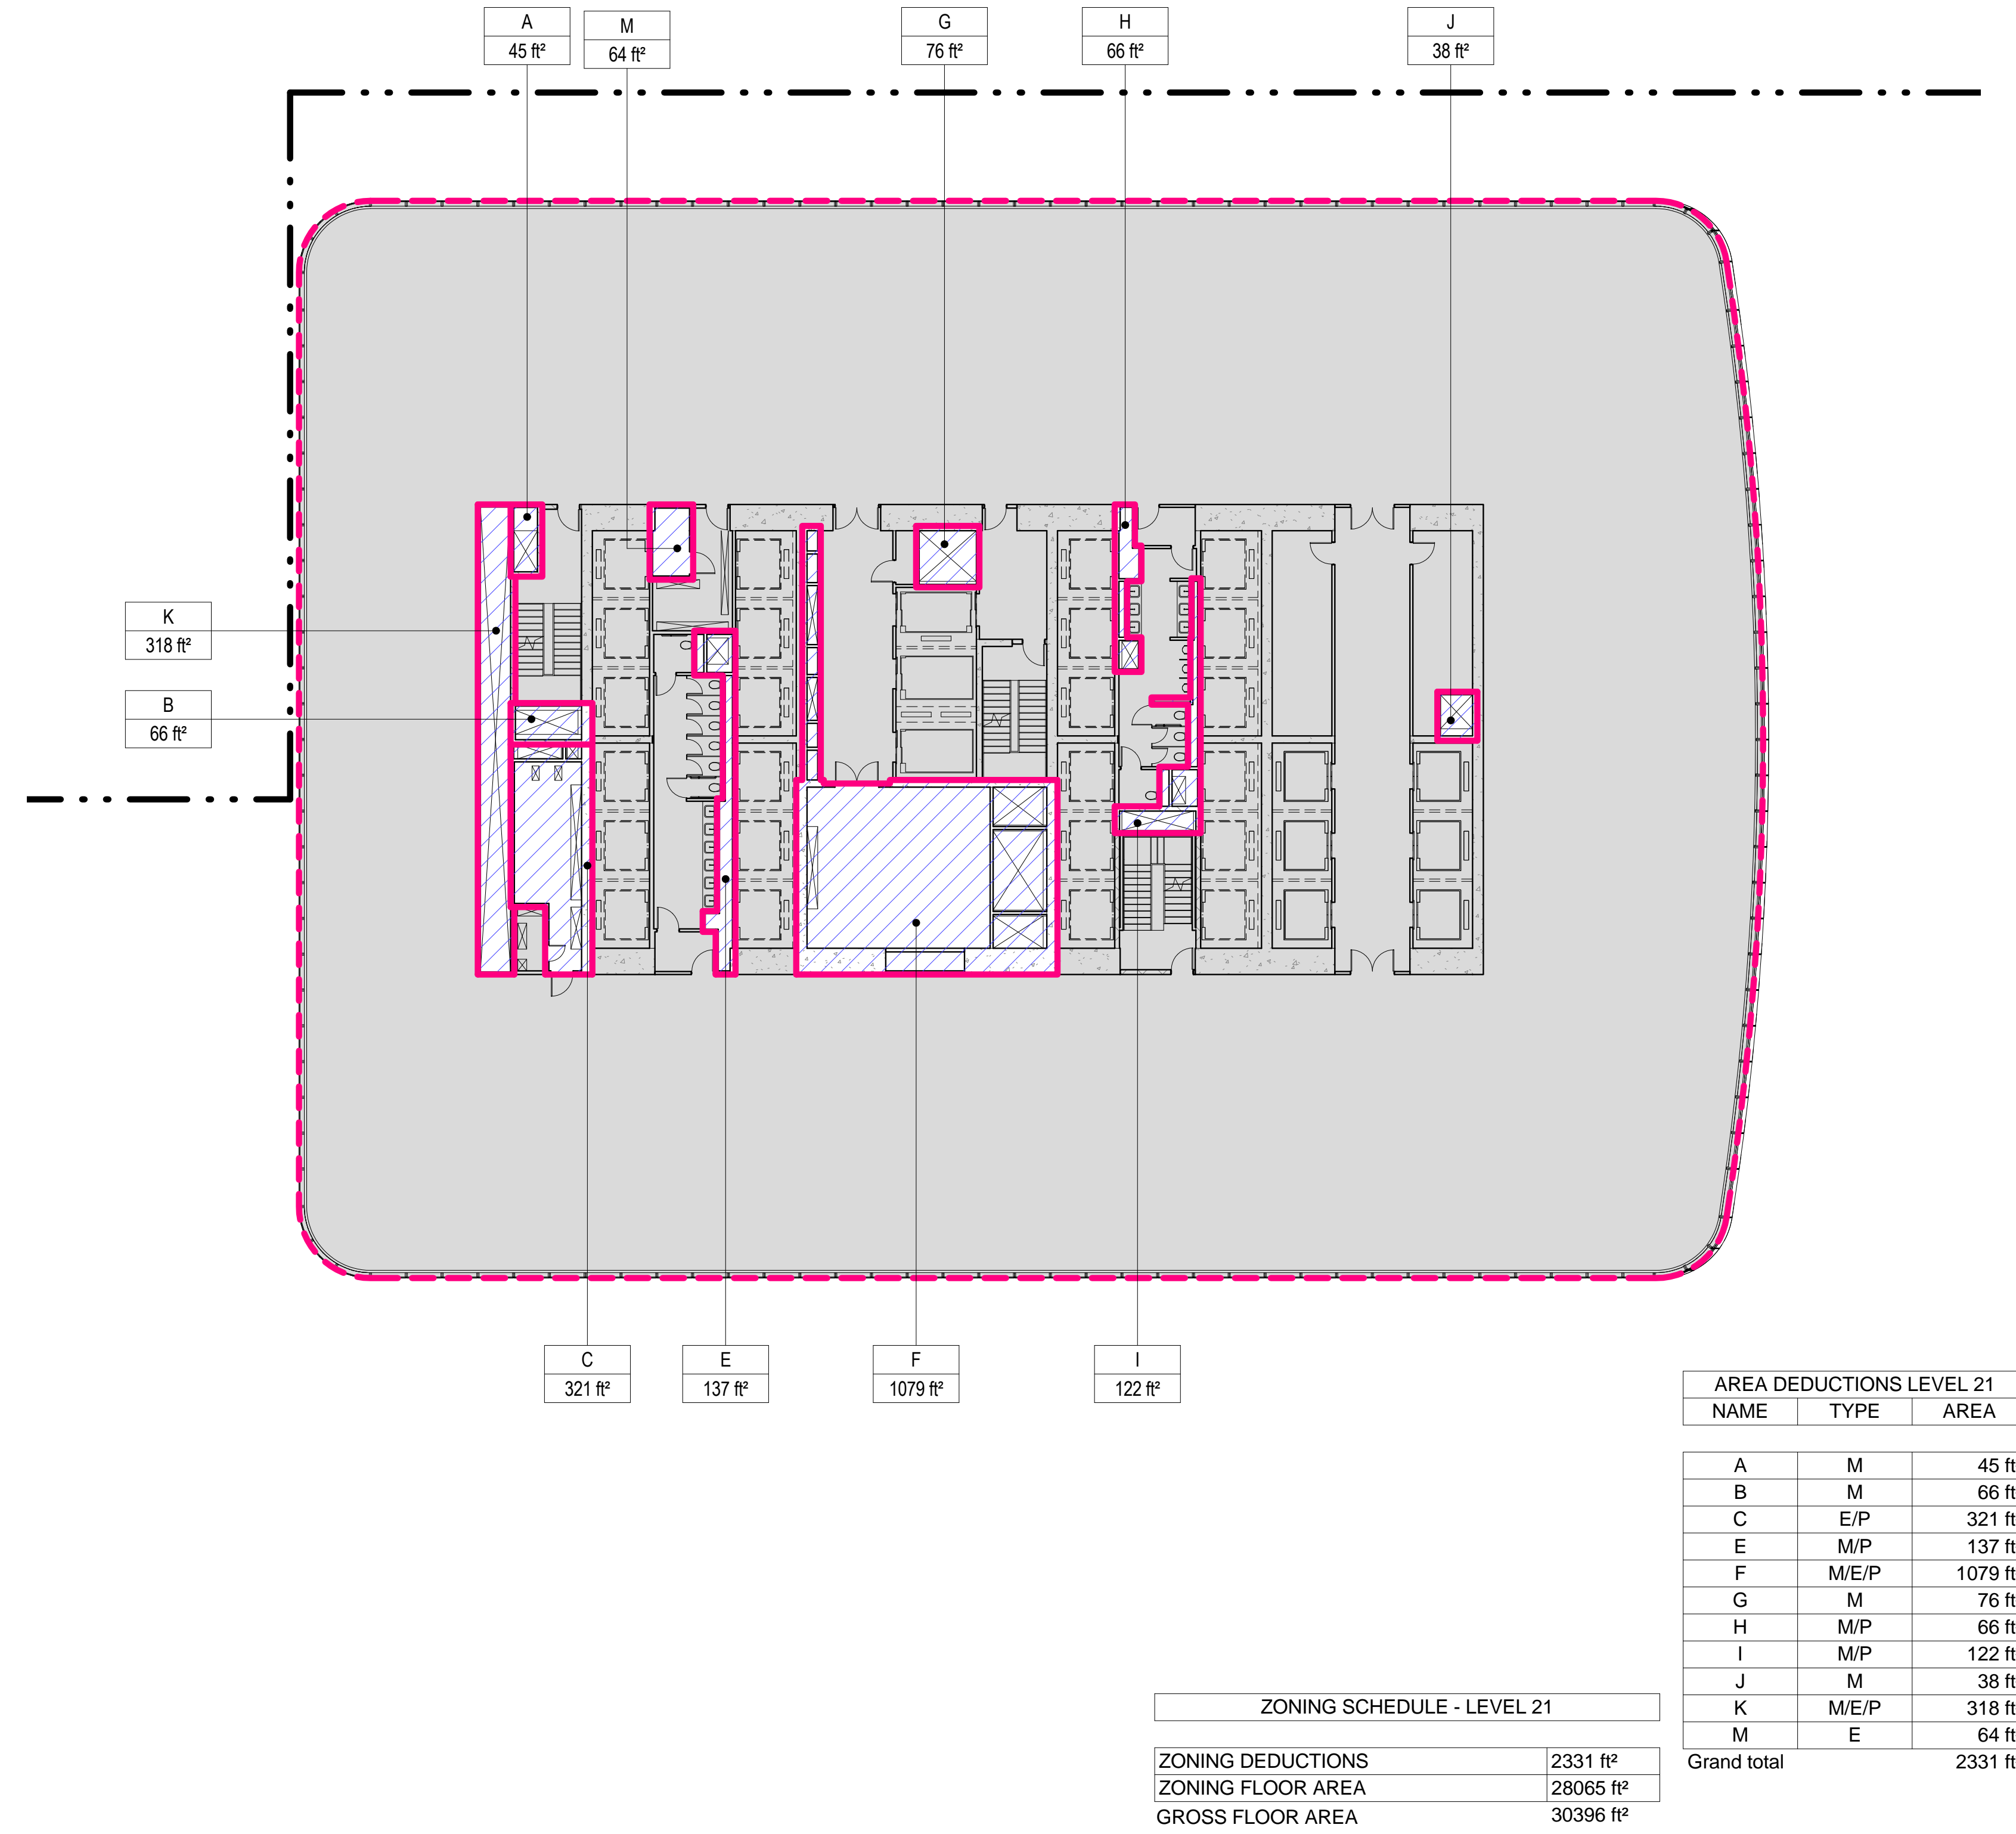 A
45 ft²
M
64 ft²
G
76 ft²
H
66 ft²
J
38 ft²
K
318 ft²
B
66 ft²
C
321 ft²
E
137 ft²
F
1079 ft²
I
122 ft²
AREA DEDUCTIONS LEVEL 21
NAME TYPE AREA
A M 45 ft
B M 66 ft
C E/P 321 ft
E M/P 137 ft
F M/E/P 1079 ft
G M 76 ft
H M/P 66 ft
I M/P 122 ft
J M 38 ft
K M/E/P 318 ft
M E 64 ft
Grand total 2331 ft
ZONING SCHEDULE - LEVEL 21
ZONING DEDUCTIONS 2331 ft²
ZONING FLOOR AREA 28065 ft²
GROSS FLOOR AREA 30396 ft²